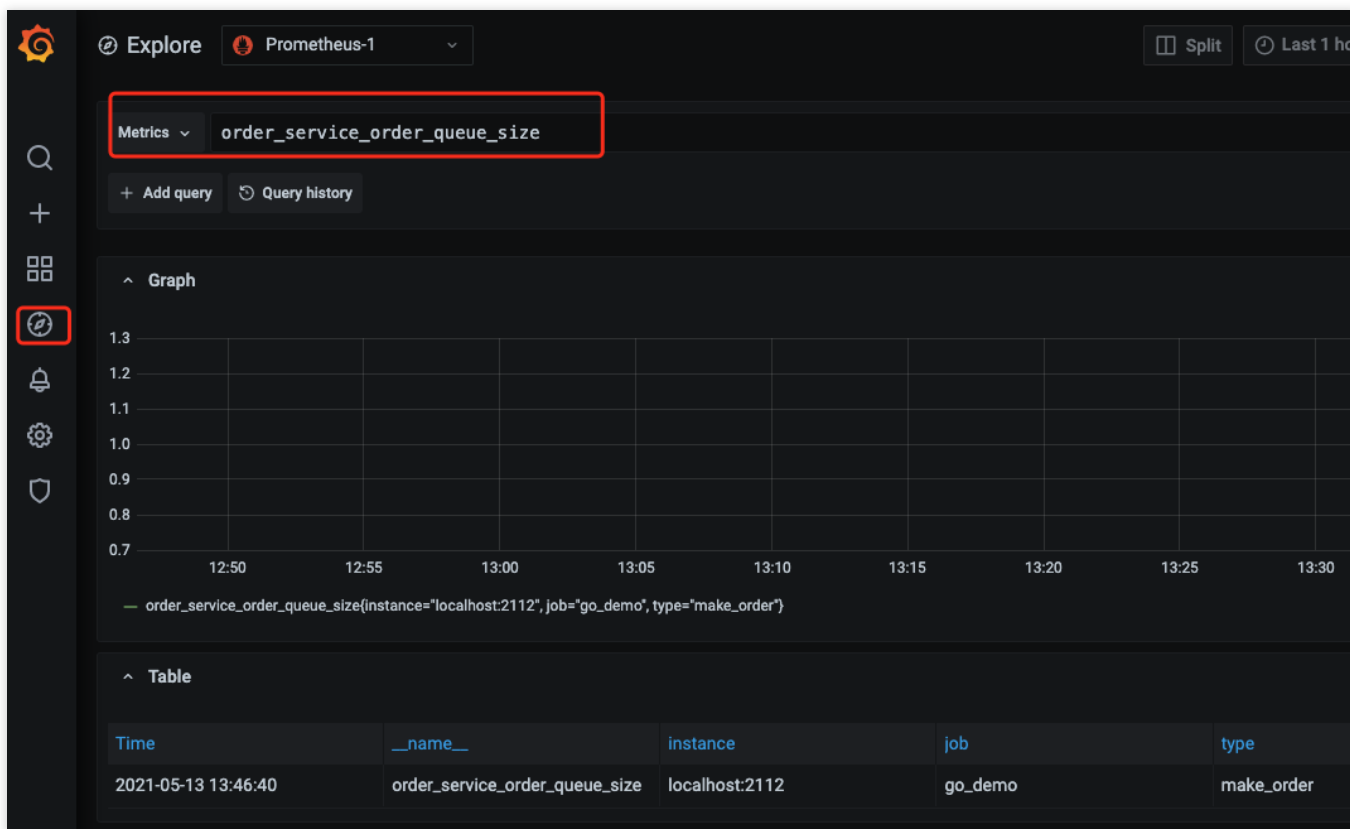 Explore Prometheus-1 Split Last 1 ho
Metrics order_service_order_queue_size
+ Add query Query history
Graph
1.3
1.2
1.1
1.0
0.9
0.8
0.7
12:50 12:55 13:00 13:05 13:10 13:15 13:20 13:25 13:30
order_service_order_queue_size{instance="localhost:2112", job="go_demo", type="make_order"}
Table
Time __name__ instance job type
2021-05-13 13:46:40 order_service_order_queue_size localhost:2112 go_demo make_order